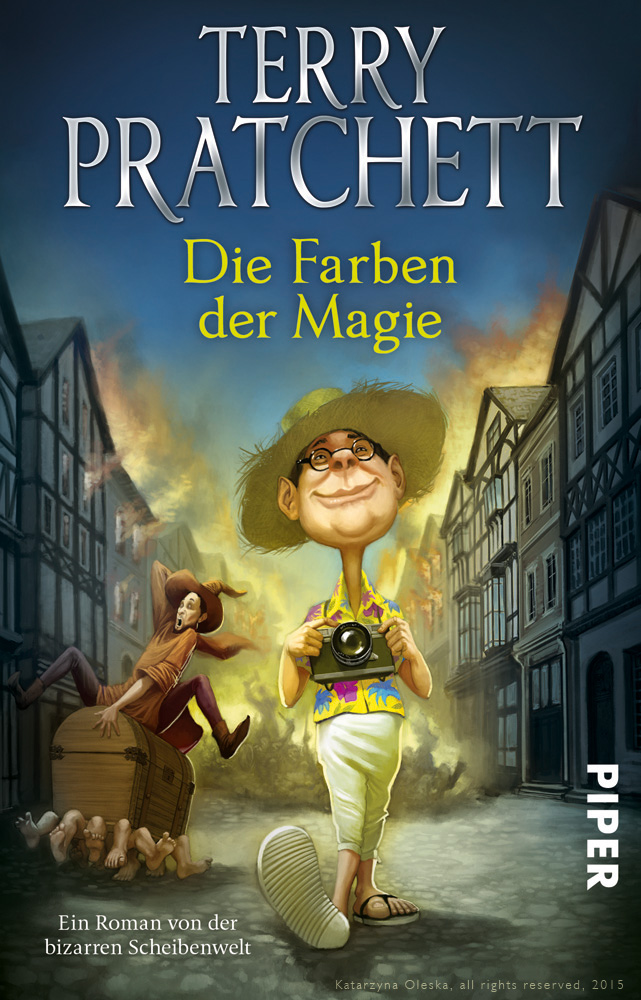 TERRY
PRATCHETT
Die Farben
der Magie
PIPER
Ein Roman von der
bizarren Scheibenwelt
Katarzyna Oleska, all rights reserved, 2015